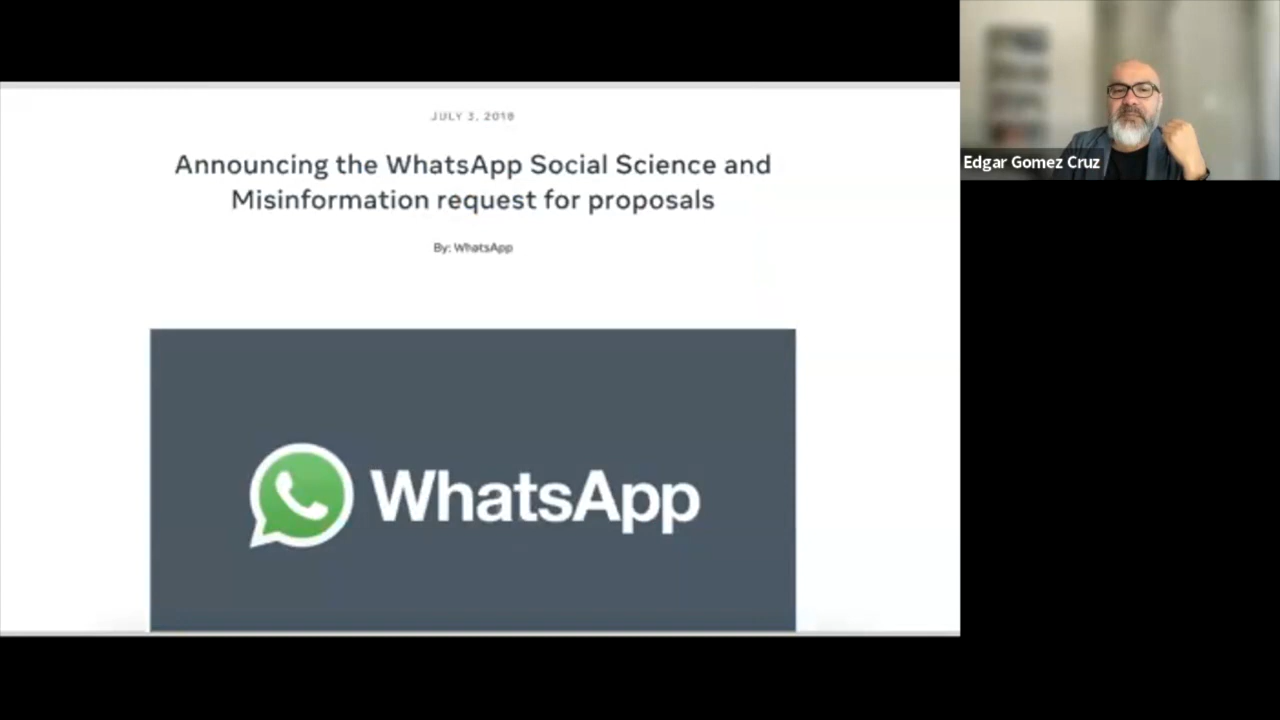 JULY 3, 2018
Announcing the WhatsApp Social Science and
Misinformation request for proposals
By: WhatsApp
WhatsApp
Edgar Gomez Cruz